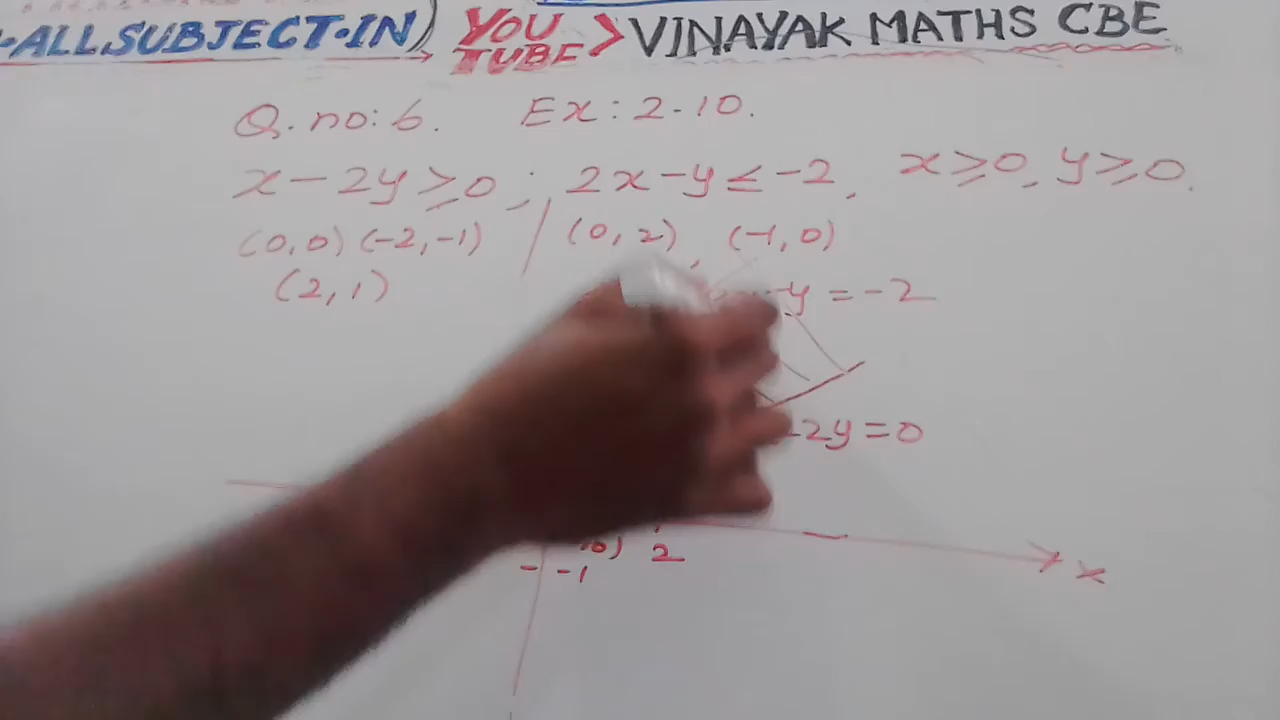 ·ALL SUBJECT·IN) YOU TUBE > VINAYAK MATHS CBE
Q. no: 6. Ex: 2.10.
x - 2y ≥ 0 ; 2x - y ≤ -2, x ≥ 0, y ≥ 0.
(0,0) (-2,-1) / (0,2), (-1,0)
(2,1)
y = -2
-2y = 0
2
- -1
x